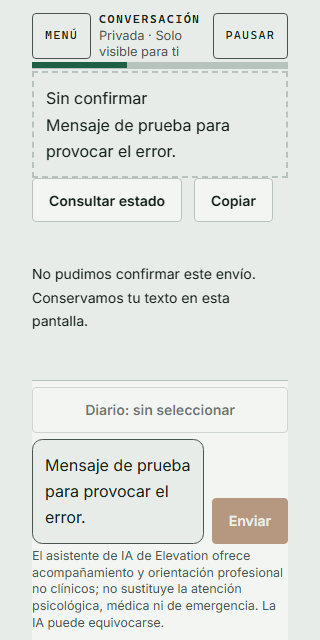 MENÚ
CONVERSACIÓN
Privada · Solo
visible para ti
PAUSAR
Sin confirmar
Mensaje de prueba para
provocar el error.
Consultar estado
Copiar
No pudimos confirmar este envío.
Conservamos tu texto en esta
pantalla.
Diario: sin seleccionar
Mensaje de prueba
para provocar el
error.
Enviar
El asistente de IA de Elevation ofrece
acompañamiento y orientación profesional
no clínicos; no sustituye la atención
psicológica, médica ni de emergencia. La
IA puede equivocarse.